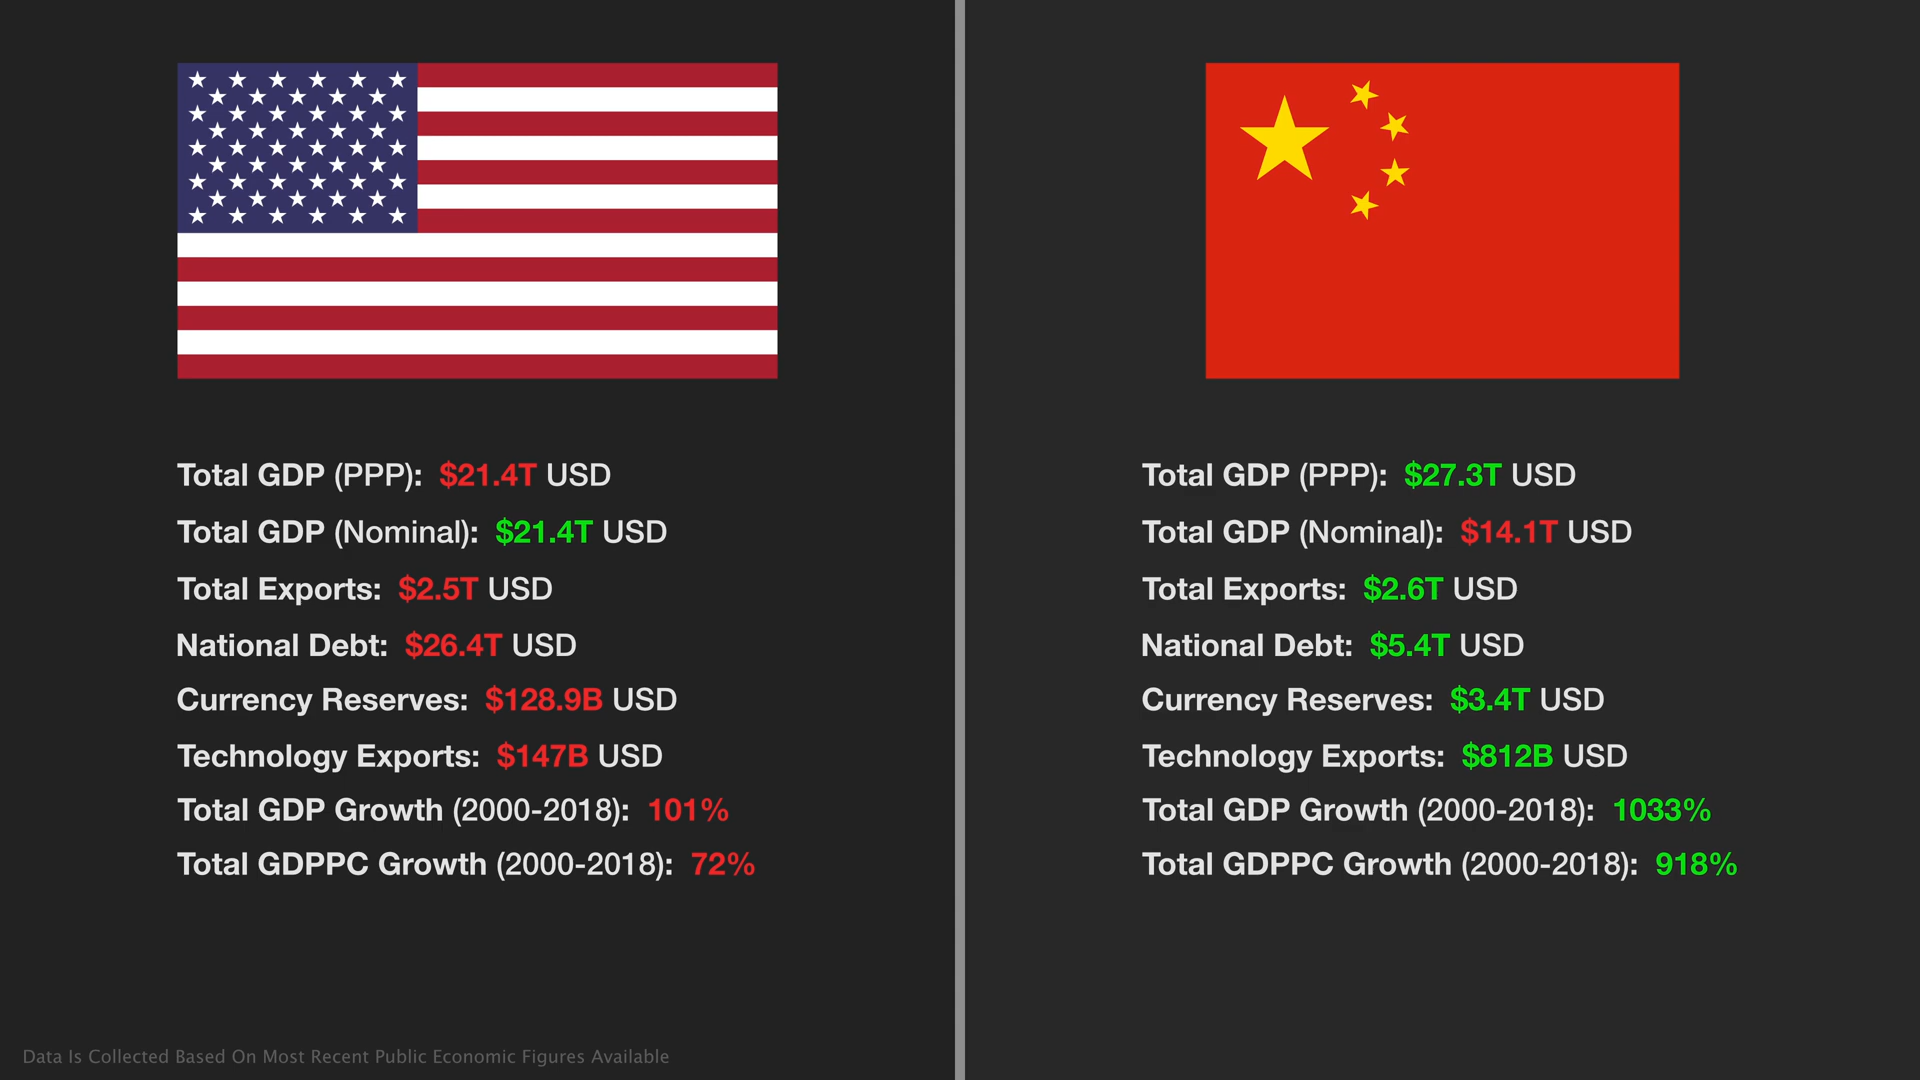 Total GDP (PPP): $21.4T USD
Total GDP (Nominal): $21.4T USD
Total Exports: $2.5T USD
National Debt: $26.4T USD
Currency Reserves: $128.9B USD
Technology Exports: $147B USD
Total GDP Growth (2000-2018): 101%
Total GDPPC Growth (2000-2018): 72%
Total GDP (PPP): $27.3T USD
Total GDP (Nominal): $14.1T USD
Total Exports: $2.6T USD
National Debt: $5.4T USD
Currency Reserves: $3.4T USD
Technology Exports: $812B USD
Total GDP Growth (2000-2018): 1033%
Total GDPPC Growth (2000-2018): 918%
Data Is Collected Based On Most Recent Public Economic Figures Available